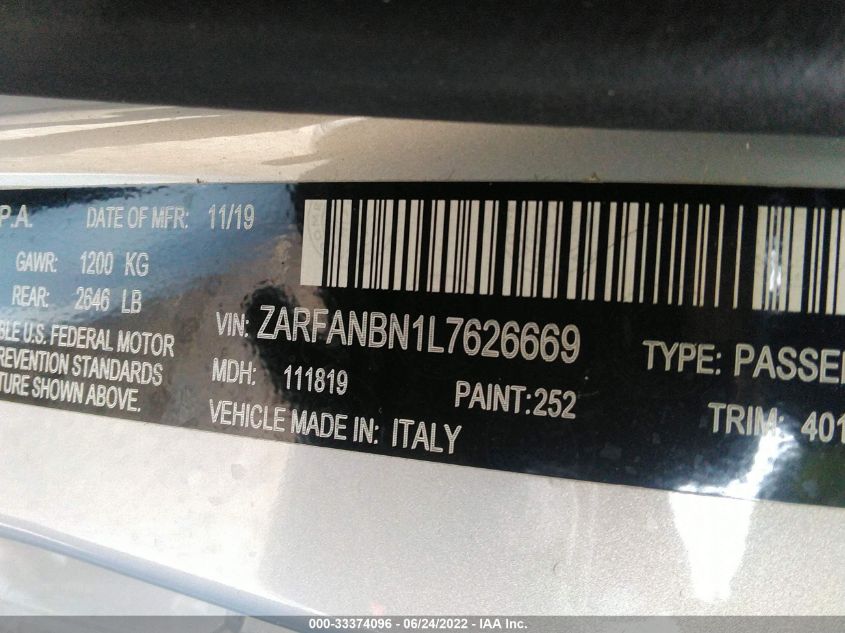 P.A. DATE OF MFR: 11/19
GAWR: 1200 KG
REAR: 2646 LB
BLE U.S. FEDERAL MOTOR
REVENTION STANDARDS
TURE SHOWN ABOVE.
VIN: ZARFANBN1L7626669
MDH: 111819
PAINT:252
VEHICLE MADE IN: ITALY
TYPE: PASSE
TRIM: 401
000-33374096 - 06/24/2022 - IAA Inc.